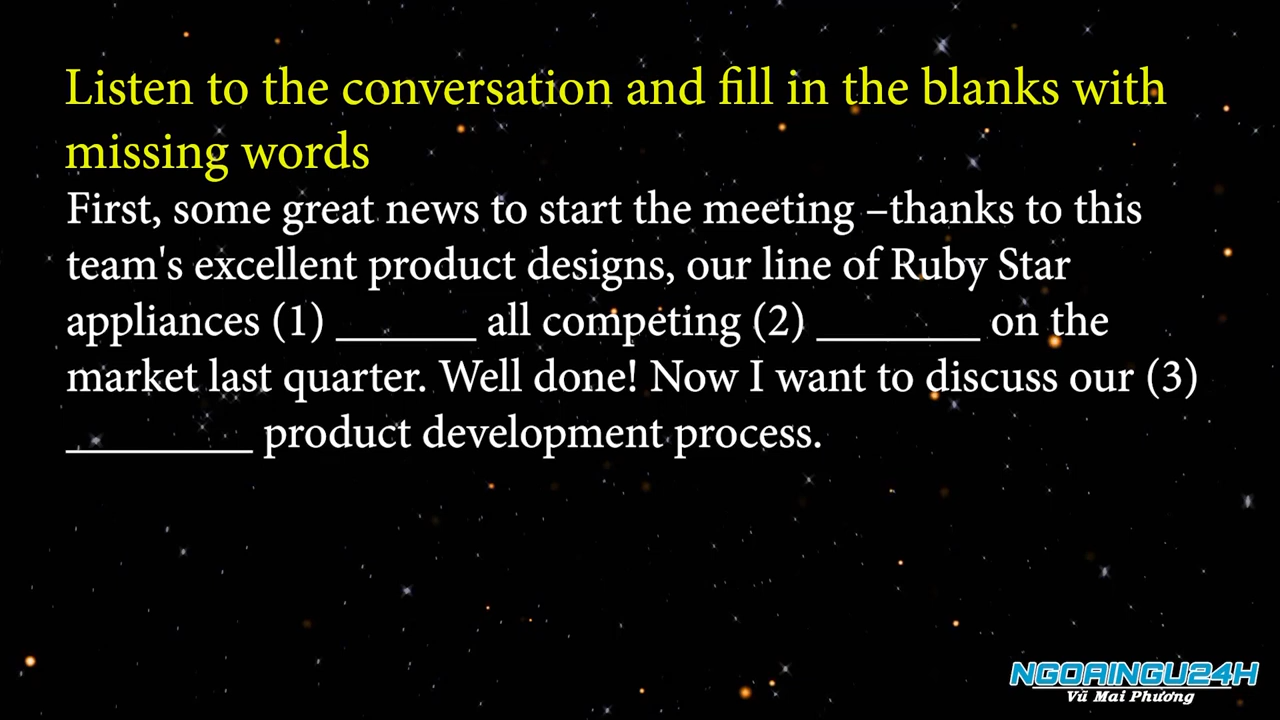 Listen to the conversation and fill in the blanks with
missing words
First, some great news to start the meeting –thanks to this
team's excellent product designs, our line of Ruby Star
appliances (1) ______ all competing (2) _______ on the
market last quarter. Well done! Now I want to discuss our (3)
________ product development process.
NGOAINGU24H
Vũ Mai Phương